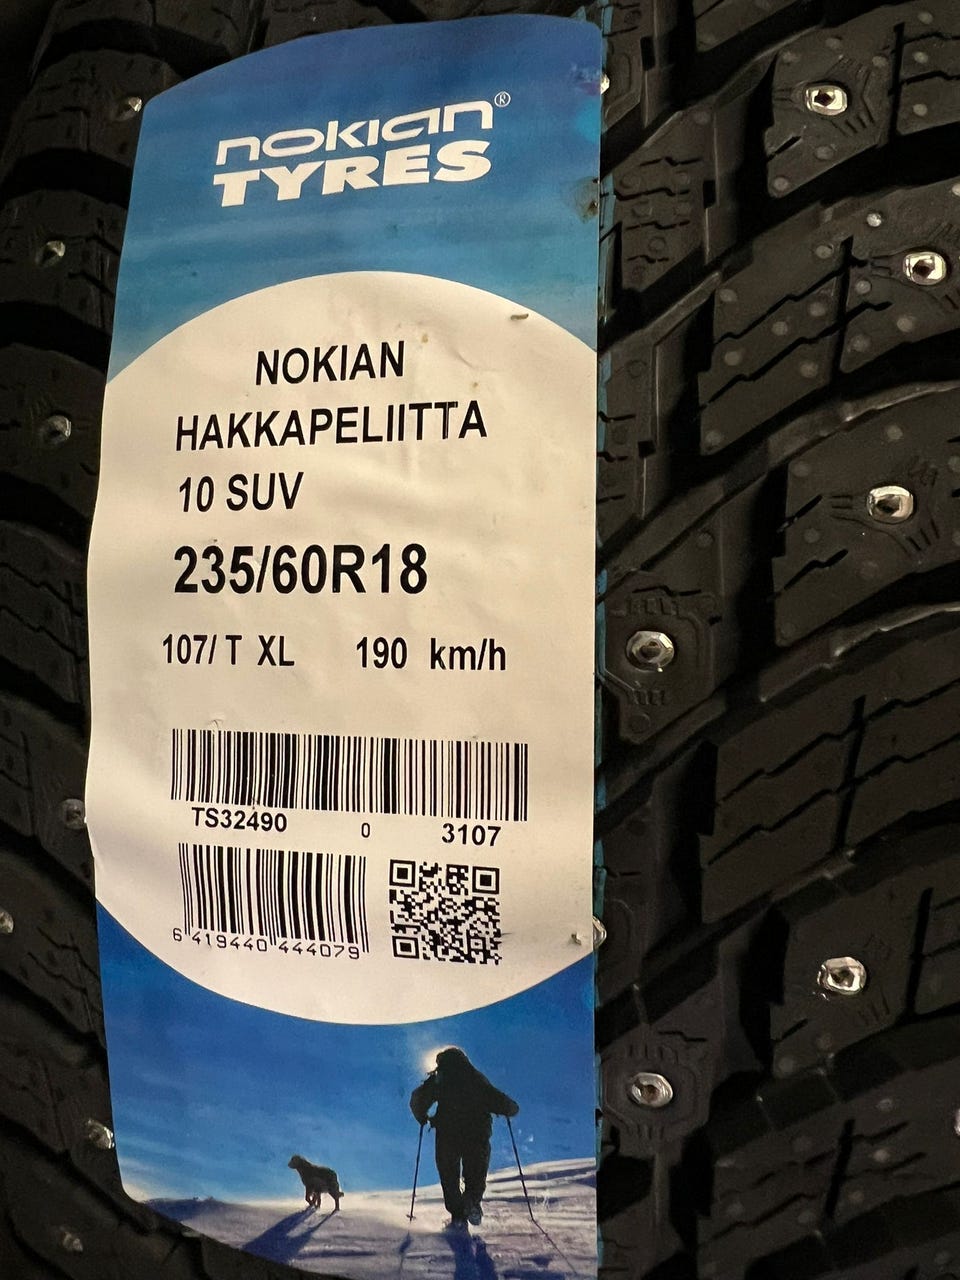 nokian®
TYRES
NOKIAN
HAKKAPELIITTA
10 SUV
235/60R18
107/ T XL 190 km/h
TS32490 0 3107
6 419440 444079